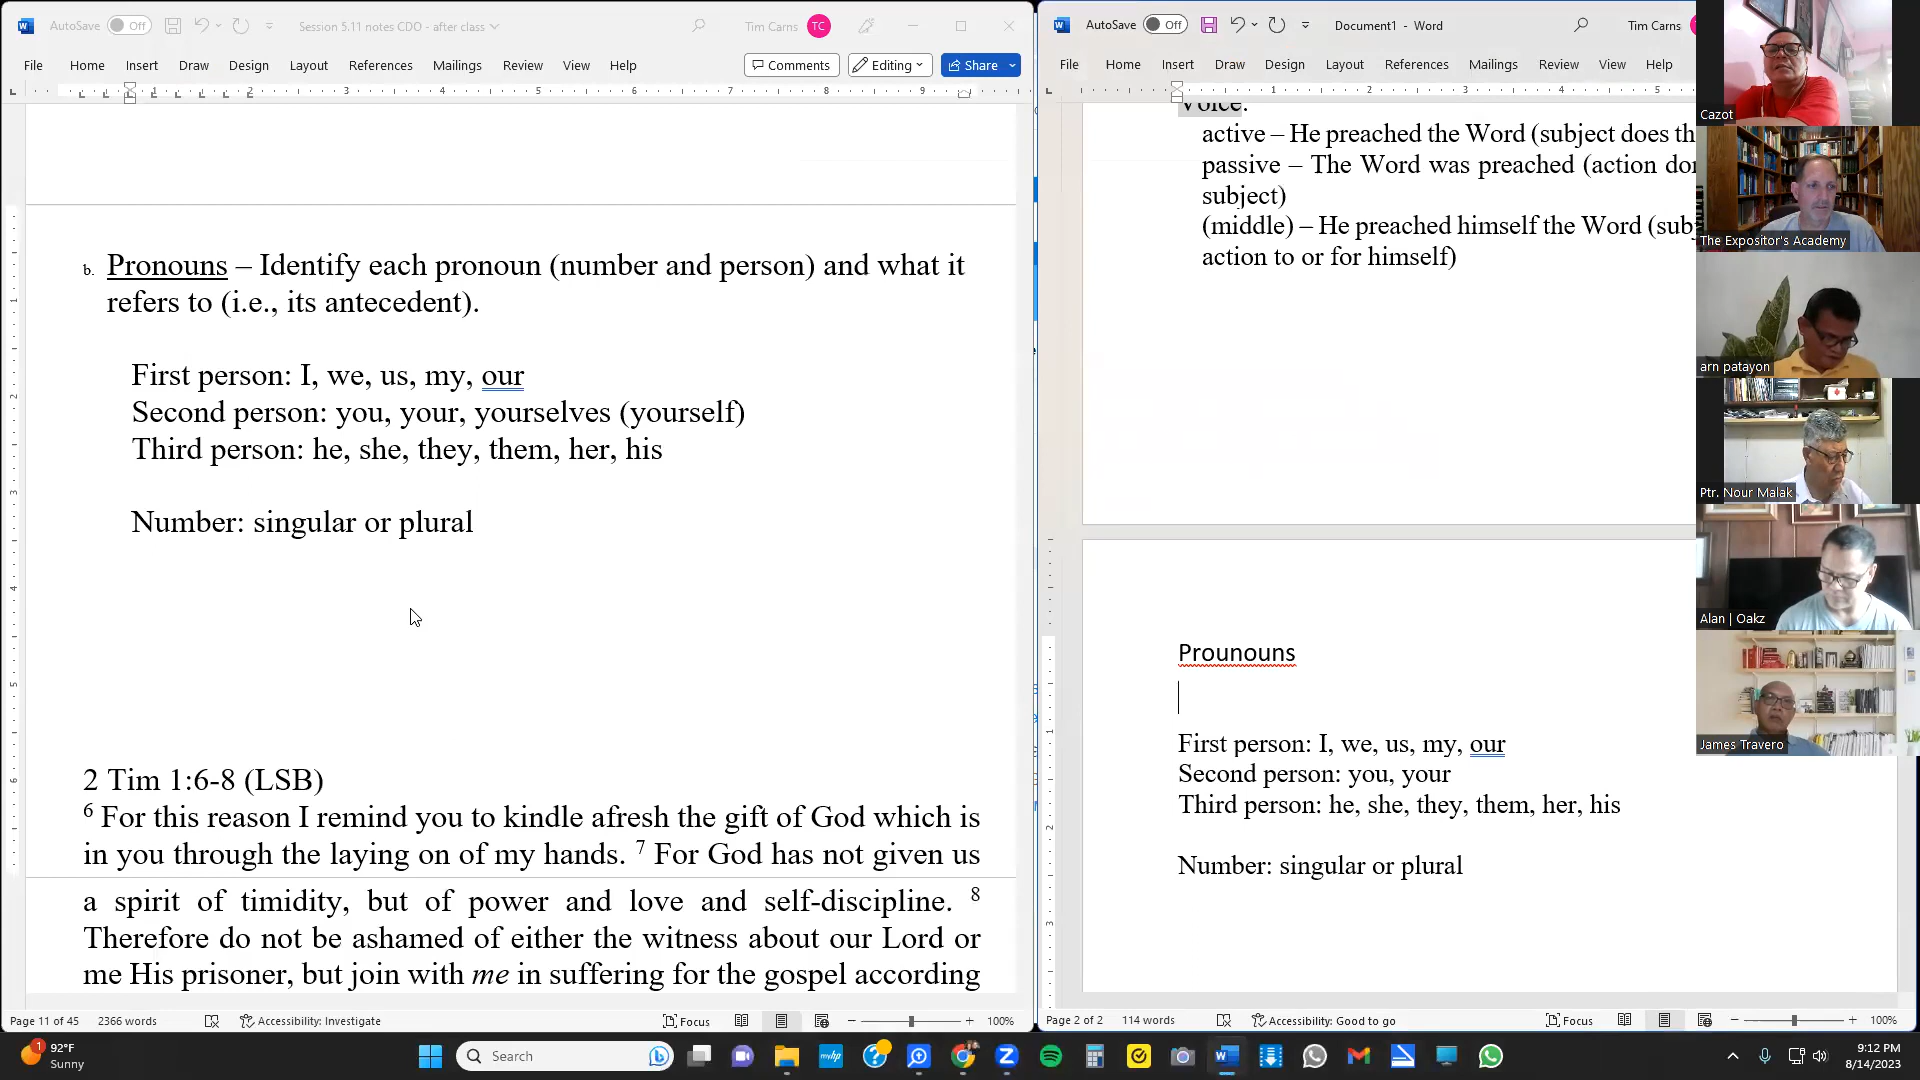 AutoSave Off
Session 5.11 notes CDO - after class
Tim Carns TC
File Home Insert Draw Design Layout References Mailings Review View Help
Comments Editing Share
b. Pronouns – Identify each pronoun (number and person) and what it
refers to (i.e., its antecedent).
First person: I, we, us, my, our
Second person: you, your, yourselves (yourself)
Third person: he, she, they, them, her, his
Number: singular or plural
2 Tim 1:6-8 (LSB)
6 For this reason I remind you to kindle afresh the gift of God which is
in you through the laying on of my hands. 7 For God has not given us
a spirit of timidity, but of power and love and self-discipline. 8
Therefore do not be ashamed of either the witness about our Lord or
me His prisoner, but join with me in suffering for the gospel according
Page 11 of 45 2366 words Accessibility: Investigate Focus 100%
AutoSave Off Document1 - Word Tim Carns
File Home Insert Draw Design Layout References Mailings Review View Help
Voice:
active – He preached the Word (subject does th
passive – The Word was preached (action do
subject)
(middle) – He preached himself the Word (sub
action to or for himself)
Prounouns
First person: I, we, us, my, our
Second person: you, your
Third person: he, she, they, them, her, his
Number: singular or plural
Page 2 of 2 114 words Accessibility: Good to go Focus 100%
Cazot
The Expositor's Academy
arn patayon
Ptr. Nour Malak
Alan | Oakz
James Travero
1 92°F
Sunny
Search
9:12 PM
8/14/2023